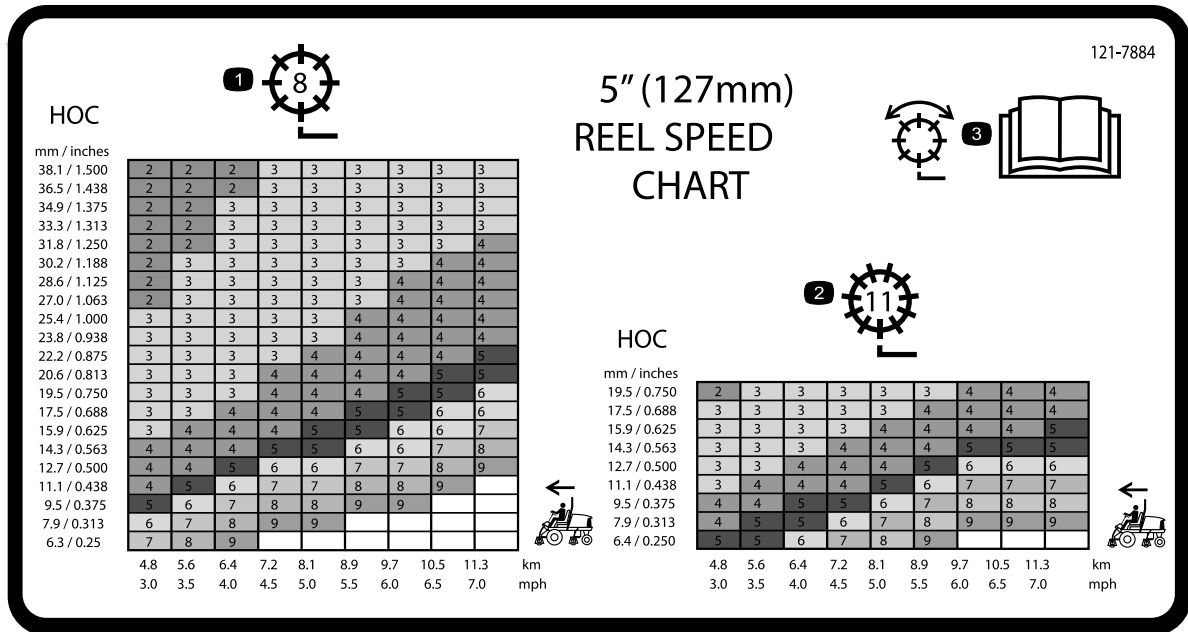 121-7884
5” (127mm)
REEL SPEED
CHART
1
8
HOC
mm / inches
38.1 / 1.500 2 2 2 3 3 3 3 3 3
36.5 / 1.438 2 2 2 3 3 3 3 3 3
34.9 / 1.375 2 2 3 3 3 3 3 3 3
33.3 / 1.313 2 2 3 3 3 3 3 3 3
31.8 / 1.250 2 2 3 3 3 3 3 3 4
30.2 / 1.188 2 3 3 3 3 3 3 4 4
28.6 / 1.125 2 3 3 3 3 3 4 4 4
27.0 / 1.063 2 3 3 3 3 3 4 4 4
25.4 / 1.000 3 3 3 3 3 4 4 4 4
23.8 / 0.938 3 3 3 3 3 4 4 4 4
22.2 / 0.875 3 3 3 3 4 4 4 4 5
20.6 / 0.813 3 3 3 4 4 4 4 5 5
19.5 / 0.750 3 3 3 4 4 4 5 5 6
17.5 / 0.688 3 3 4 4 4 5 5 6 6
15.9 / 0.625 3 4 4 4 5 5 6 6 7
14.3 / 0.563 4 4 4 5 5 6 6 7 8
12.7 / 0.500 4 4 5 6 6 7 7 8 9
11.1 / 0.438 4 5 6 7 7 8 8 9
9.5 / 0.375 5 6 7 8 8 9 9
7.9 / 0.313 6 7 8 9 9
6.3 / 0.25 7 8 9
4.8 5.6 6.4 7.2 8.1 8.9 9.7 10.5 11.3 km
3.0 3.5 4.0 4.5 5.0 5.5 6.0 6.5 7.0 mph
3
2
11
HOC
mm / inches
19.5 / 0.750 2 3 3 3 3 3 4 4 4
17.5 / 0.688 3 3 3 3 3 4 4 4 4
15.9 / 0.625 3 3 3 3 4 4 4 4 5
14.3 / 0.563 3 3 3 4 4 4 5 5 5
12.7 / 0.500 3 3 4 4 4 5 6 6 6
11.1 / 0.438 3 4 4 4 5 6 7 7 7
9.5 / 0.375 4 4 5 5 6 7 8 8 8
7.9 / 0.313 4 5 5 6 7 8 9 9 9
6.4 / 0.250 5 5 6 7 8 9
4.8 5.6 6.4 7.2 8.1 8.9 9.7 10.5 11.3 km
3.0 3.5 4.0 4.5 5.0 5.5 6.0 6.5 7.0 mph